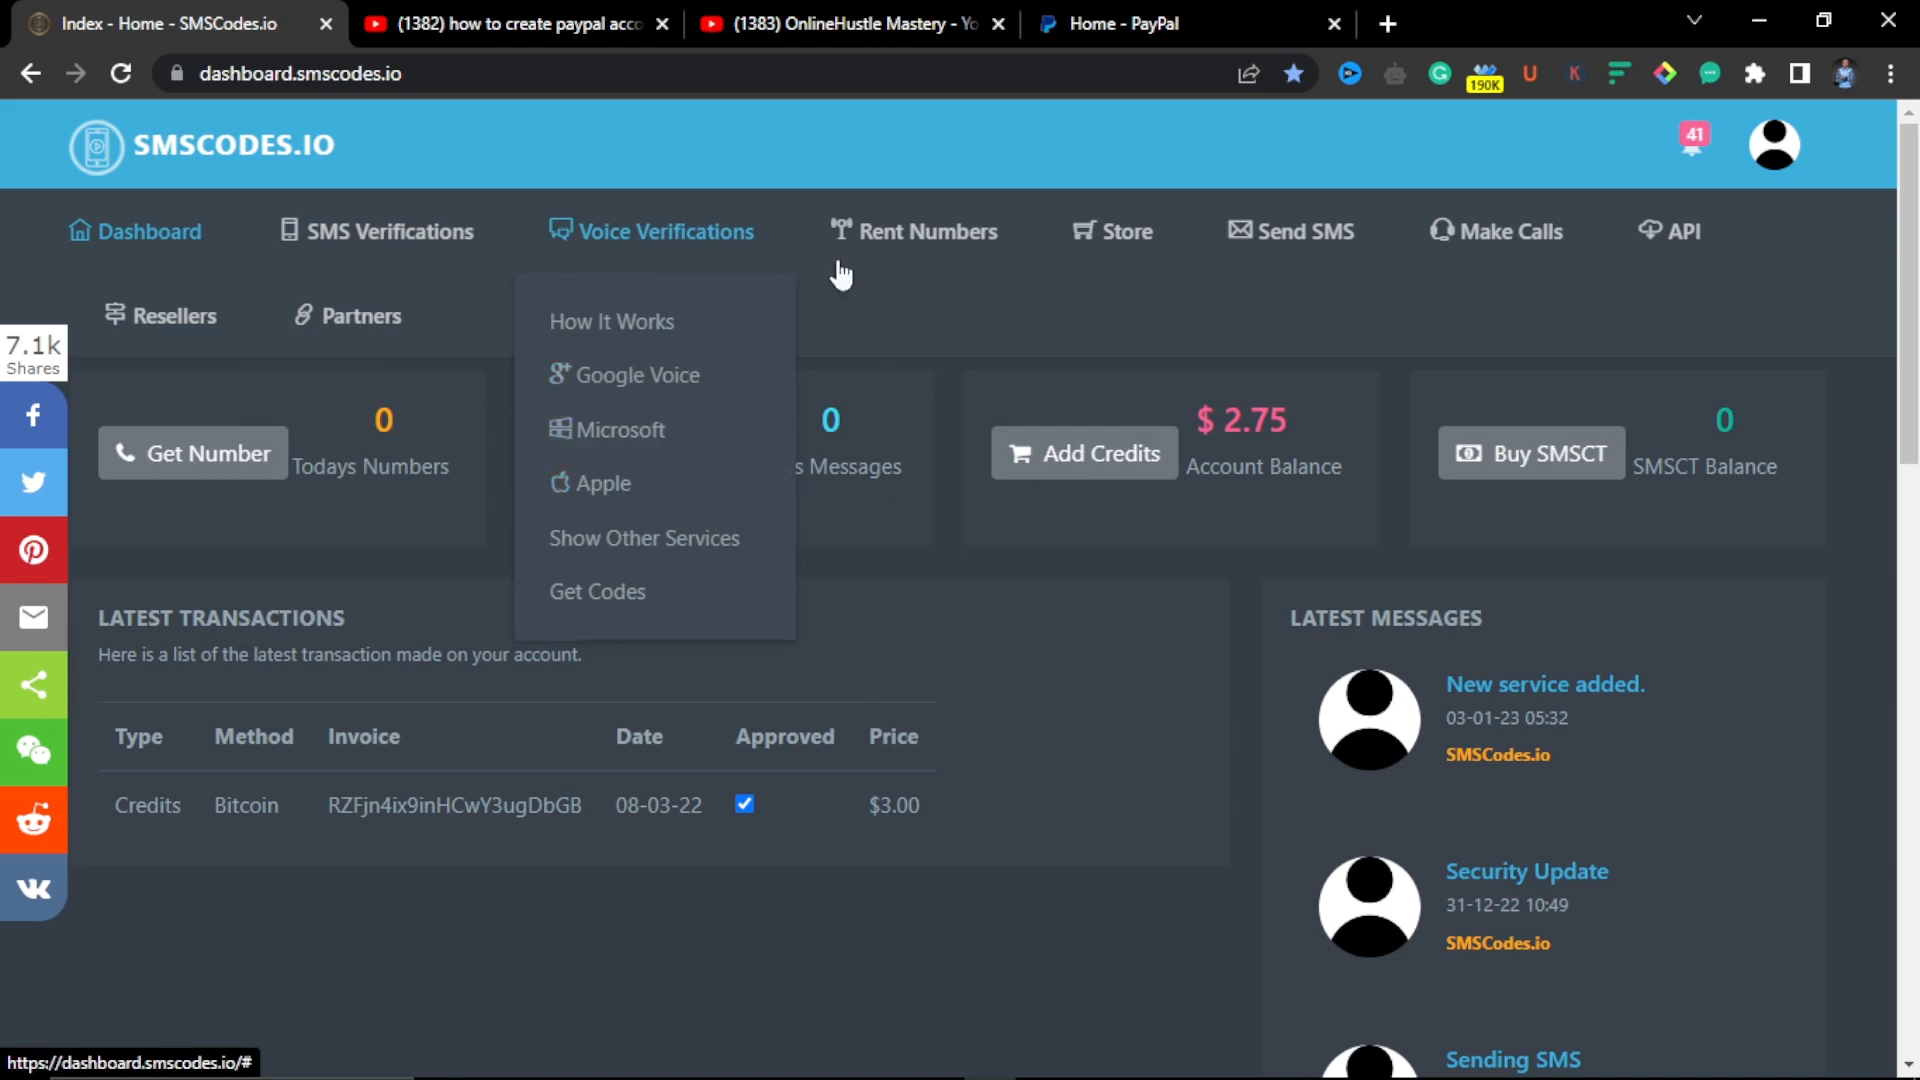 Index - Home - SMSCodes.io
(1382) how to create paypal acco
(1383) OnlineHustle Mastery - Yo
Home - PayPal
dashboard.smscodes.io
190K
SMSCODES.IO
41
Dashboard
SMS Verifications
Voice Verifications
Rent Numbers
Store
Send SMS
Make Calls
API
Resellers
Partners
How It Works
Google Voice
Microsoft
Apple
Show Other Services
Get Codes
7.1k
Shares
Get Number
0
Todays Numbers
0
s Messages
Add Credits
$ 2.75
Account Balance
Buy SMSCT
0
SMSCT Balance
LATEST TRANSACTIONS
Here is a list of the latest transaction made on your account.
Type Method Invoice Date Approved Price
Credits Bitcoin RZFjn4ix9inHCwY3ugDbGB 08-03-22 $3.00
LATEST MESSAGES
New service added.
03-01-23 05:32
SMSCodes.io
Security Update
31-12-22 10:49
SMSCodes.io
Sending SMS
https://dashboard.smscodes.io/#